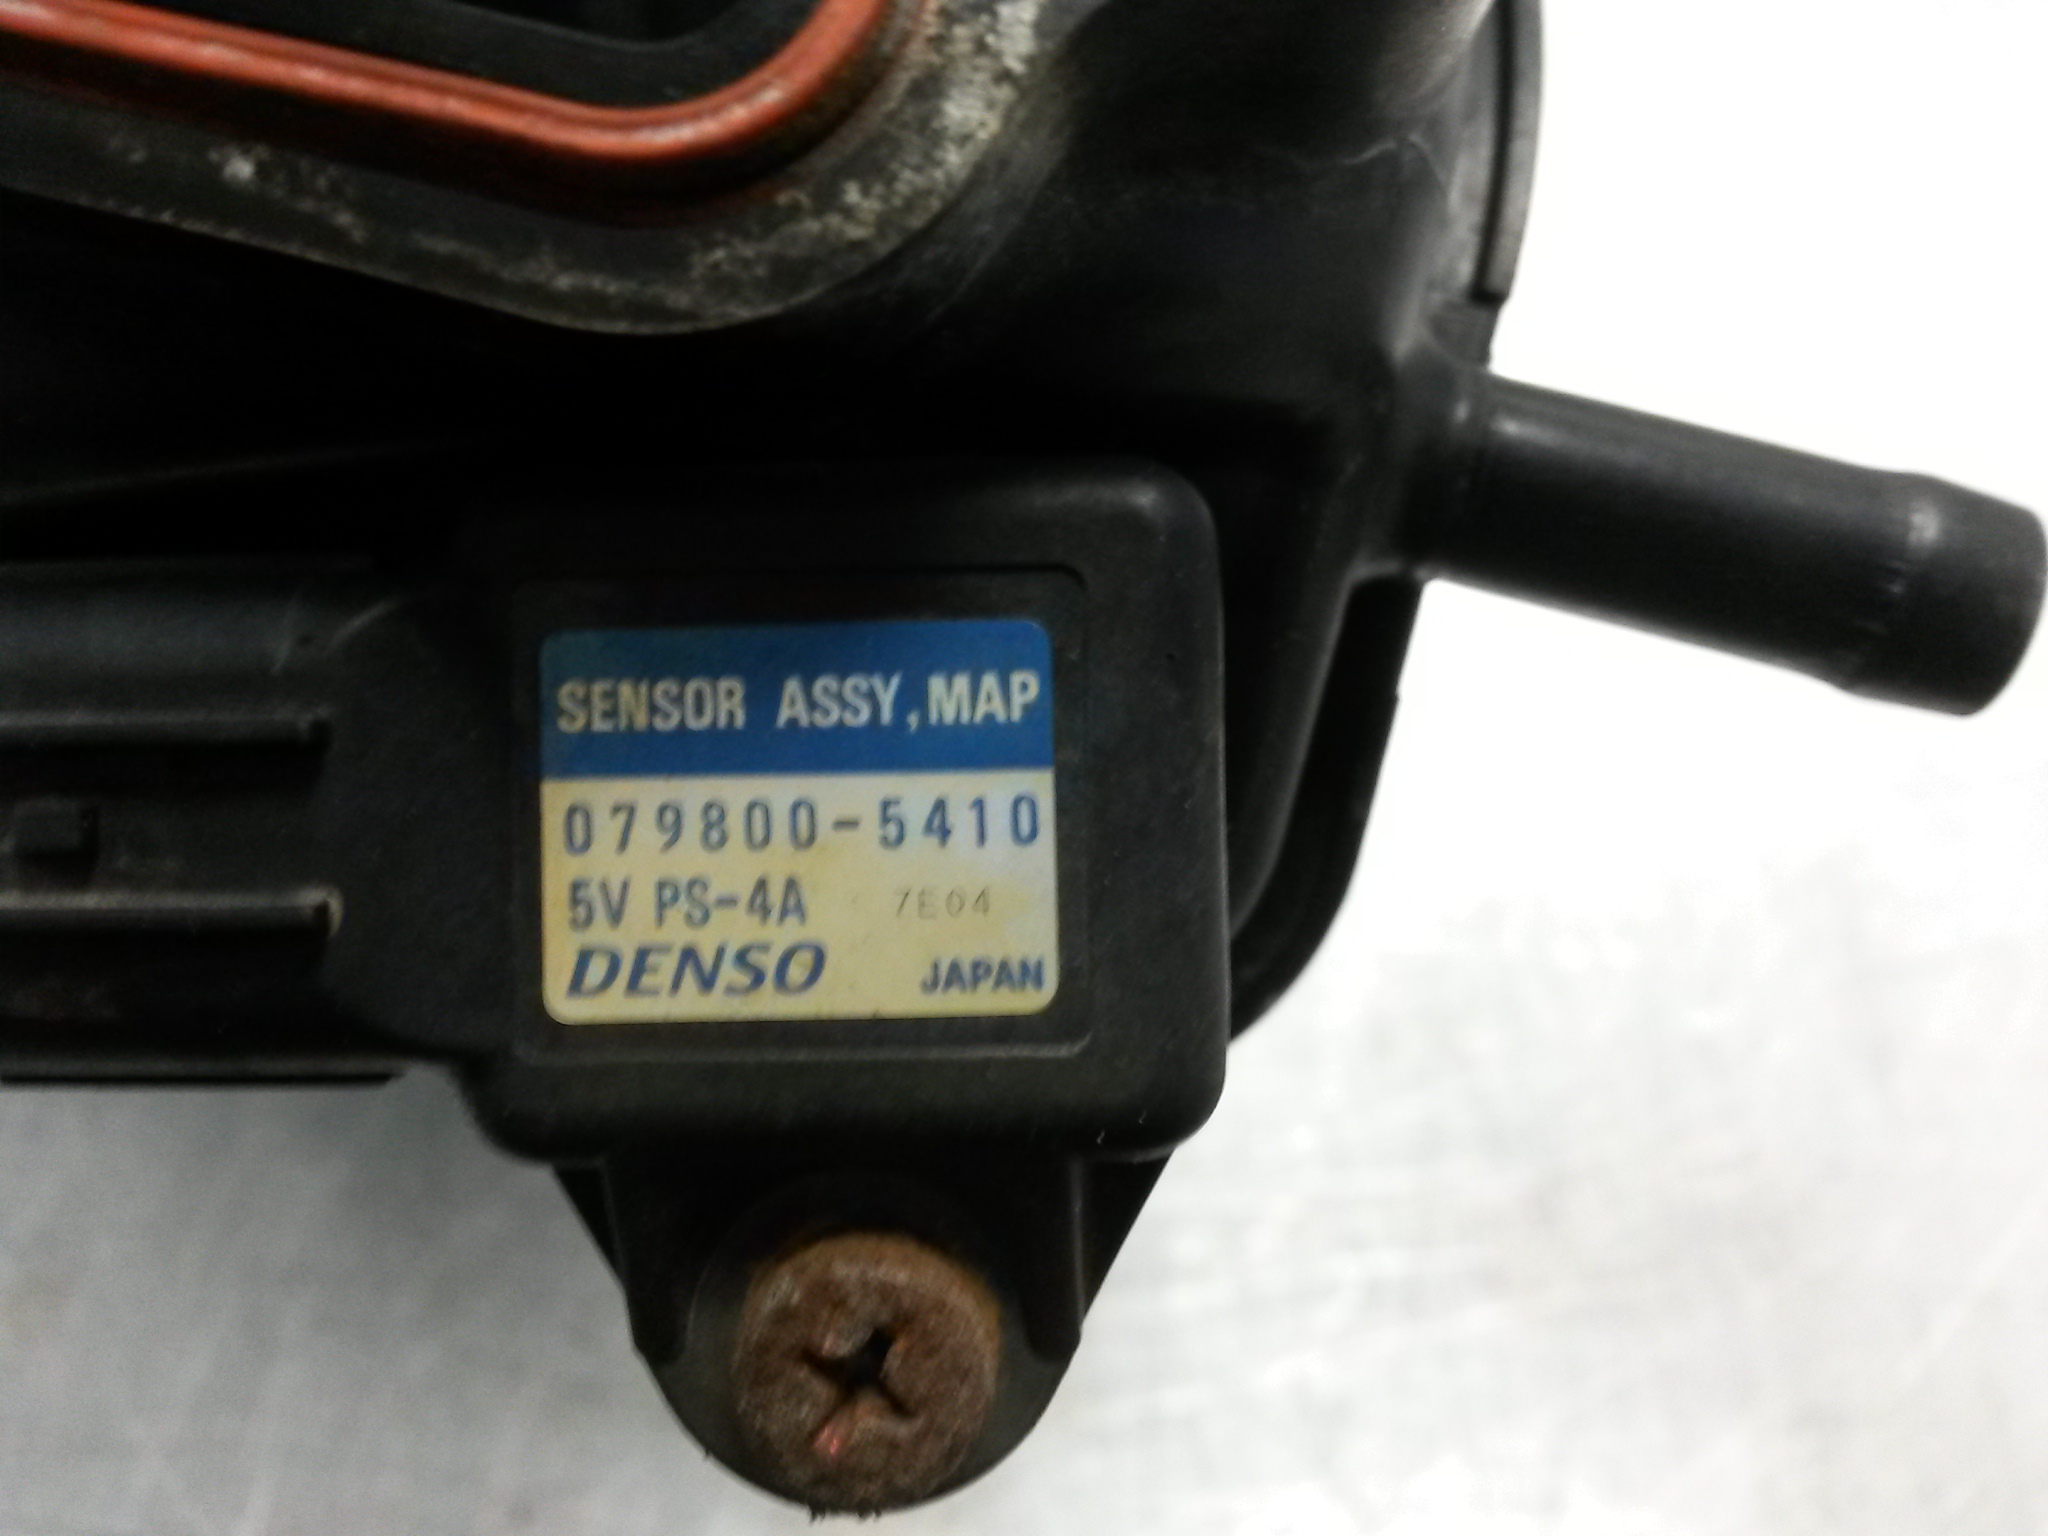 SENSOR ASSY,MAP
079800-5410
5V PS-4A 7E04
DENSO JAPAN